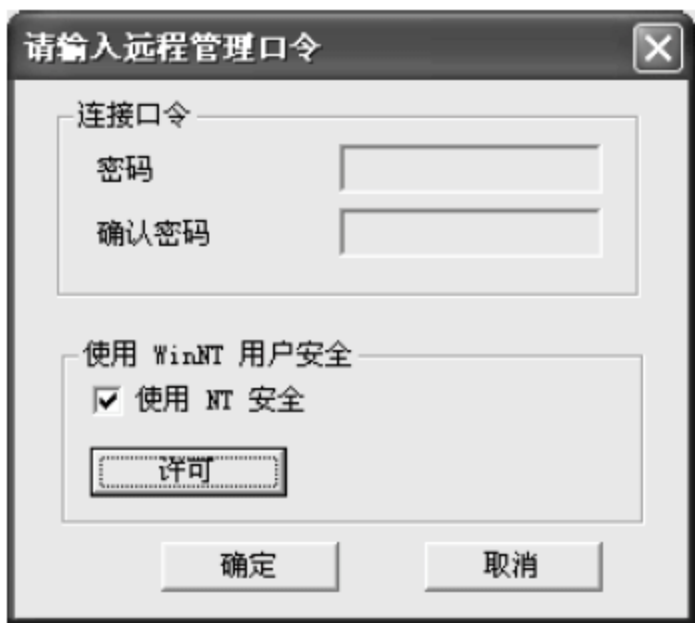 请输入远程管理口令
连接口令
密码
确认密码
使用 WinNT 用户安全
使用 NT 安全
许可
确定
取消